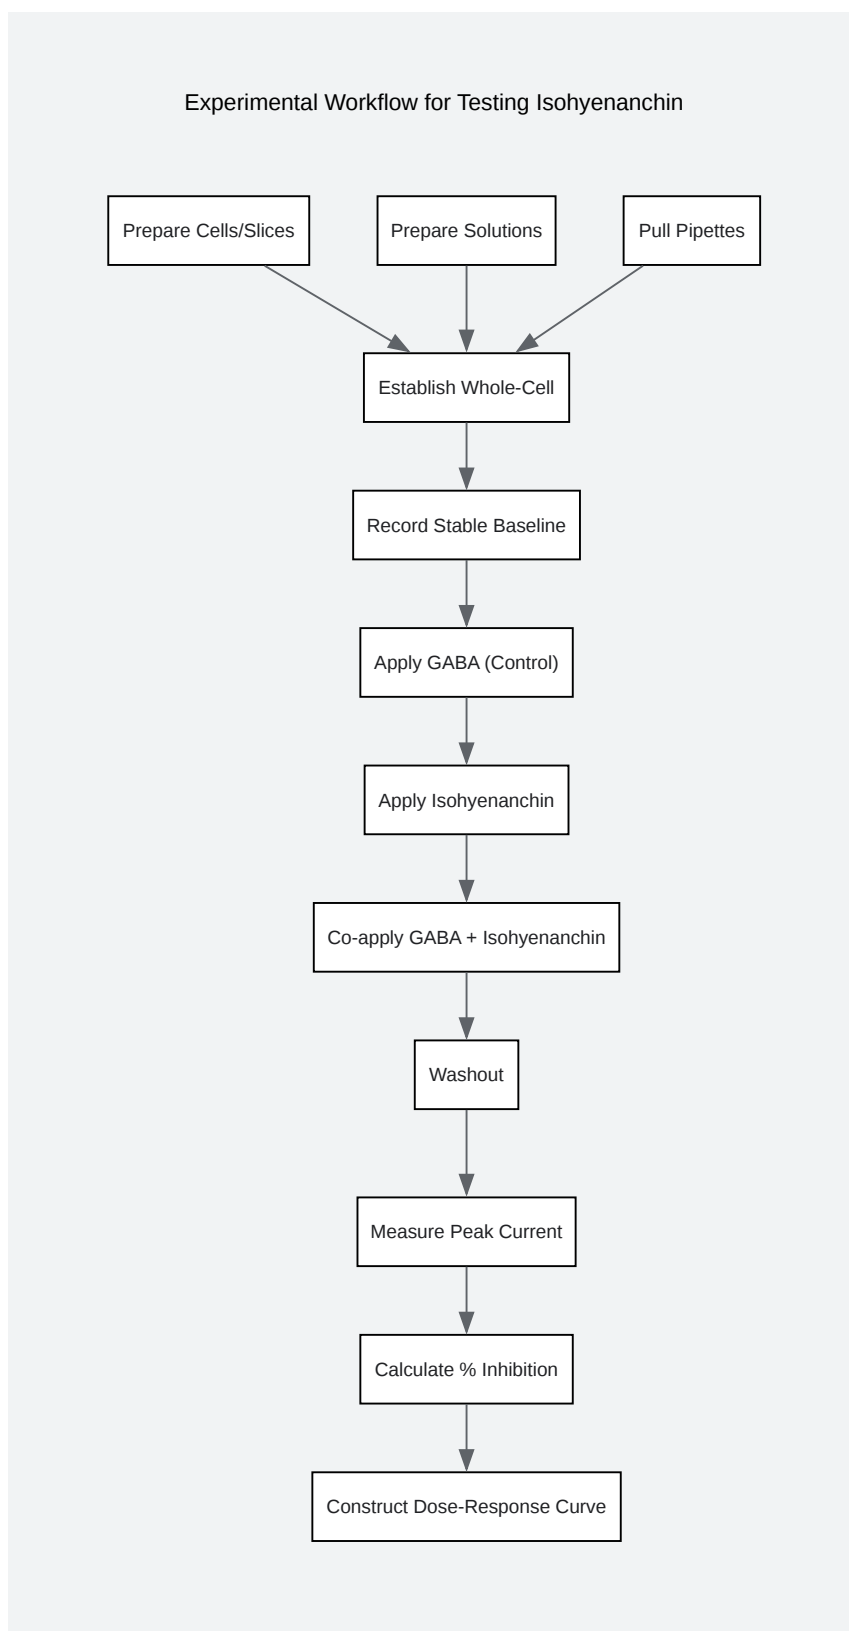 Experimental Workflow for Testing Isohyenanchin
Prepare Cells/Slices
Prepare Solutions
Pull Pipettes
Establish Whole-Cell
Record Stable Baseline
Apply GABA (Control)
Apply Isohyenanchin
Co-apply GABA + Isohyenanchin
Washout
Measure Peak Current
Calculate % Inhibition
Construct Dose-Response Curve